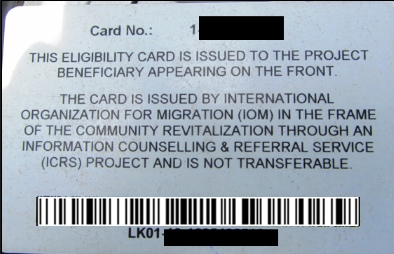 Card No.: 1
THIS ELIGIBILITY CARD IS ISSUED TO THE PROJECT
BENEFICIARY APPEARING ON THE FRONT.
THE CARD IS ISSUED BY INTERNATIONAL
ORGANIZATION FOR MIGRATION (IOM) IN THE FRAME
OF THE COMMUNITY REVITALIZATION THROUGH AN
INFORMATION COUNSELLING & REFERRAL SERVICE
(ICRS) PROJECT AND IS NOT TRANSFERABLE.
LK01-